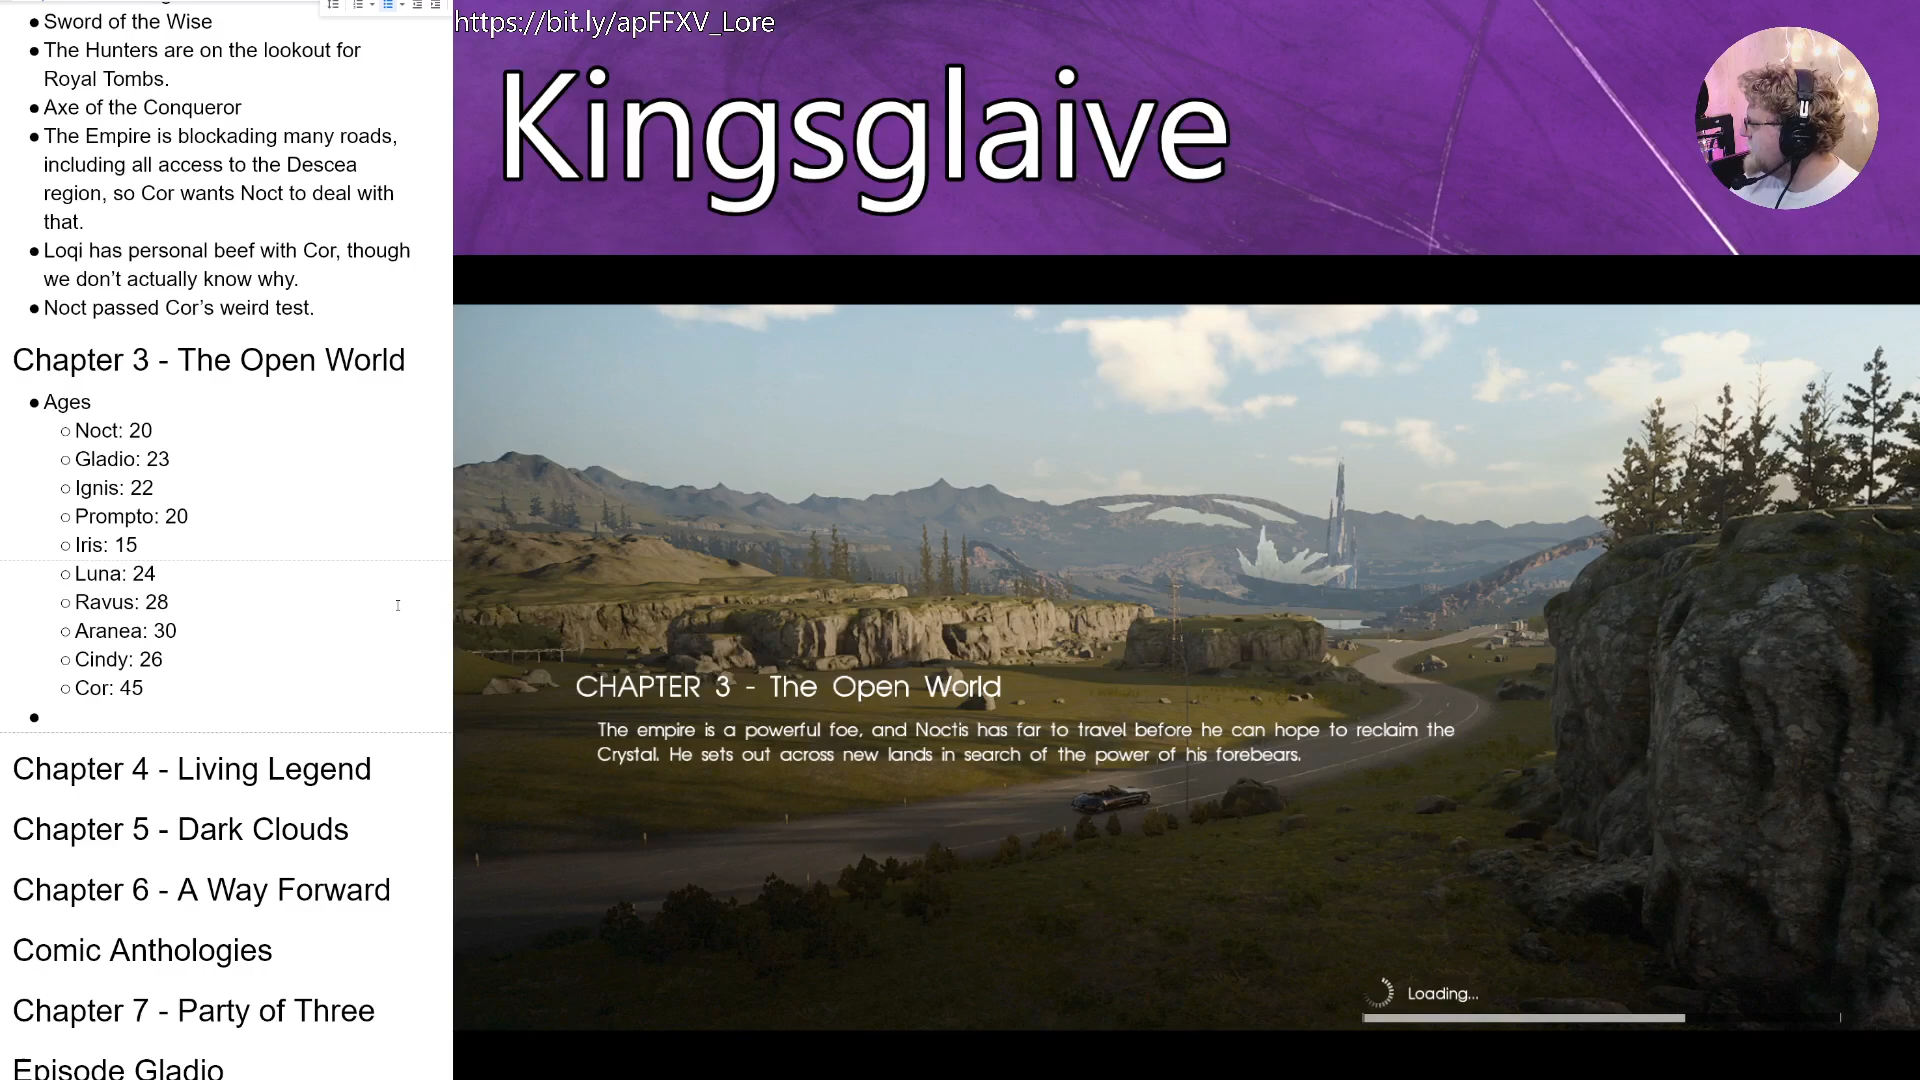 Sword of the Wise
The Hunters are on the lookout for
Royal Tombs.
Axe of the Conqueror
The Empire is blockading many roads,
including all access to the Descea
region, so Cor wants Noct to deal with
that.
Loqi has personal beef with Cor, though
we don’t actually know why.
Noct passed Cor’s weird test.
Chapter 3 - The Open World
Ages
Noct: 20
Gladio: 23
Ignis: 22
Prompto: 20
Iris: 15
Luna: 24
Ravus: 28
Aranea: 30
Cindy: 26
Cor: 45
Chapter 4 - Living Legend
Chapter 5 - Dark Clouds
Chapter 6 - A Way Forward
Comic Anthologies
Chapter 7 - Party of Three
Episode Gladio
https://bit.ly/apFFXV_Lore
Kingsglaive
CHAPTER 3 - The Open World
The empire is a powerful foe, and Noctis has far to travel before he can hope to reclaim the
Crystal. He sets out across new lands in search of the power of his forebears.
Loading...